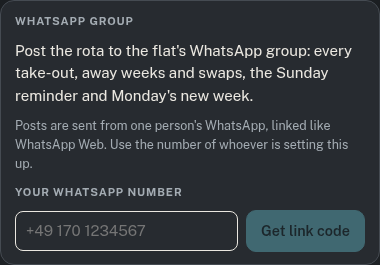 WHATSAPP GROUP
Post the rota to the flat's WhatsApp group: every
take-out, away weeks and swaps, the Sunday
reminder and Monday's new week.
Posts are sent from one person's WhatsApp, linked like
WhatsApp Web. Use the number of whoever is setting this
up.
YOUR WHATSAPP NUMBER
+49 170 1234567
Get link code